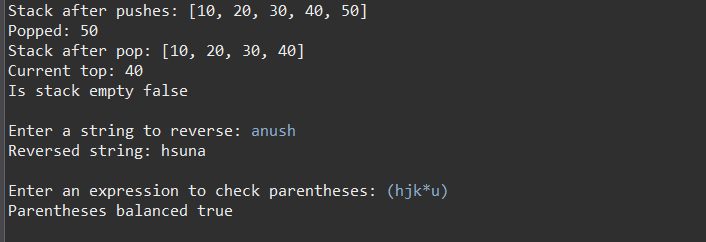 Stack after pushes: [10, 20, 30, 40, 50]
Popped: 50
Stack after pop: [10, 20, 30, 40]
Current top: 40
Is stack empty false
Enter a string to reverse: anush
Reversed string: hsuna
Enter an expression to check parentheses: (hjk*u)
Parentheses balanced true